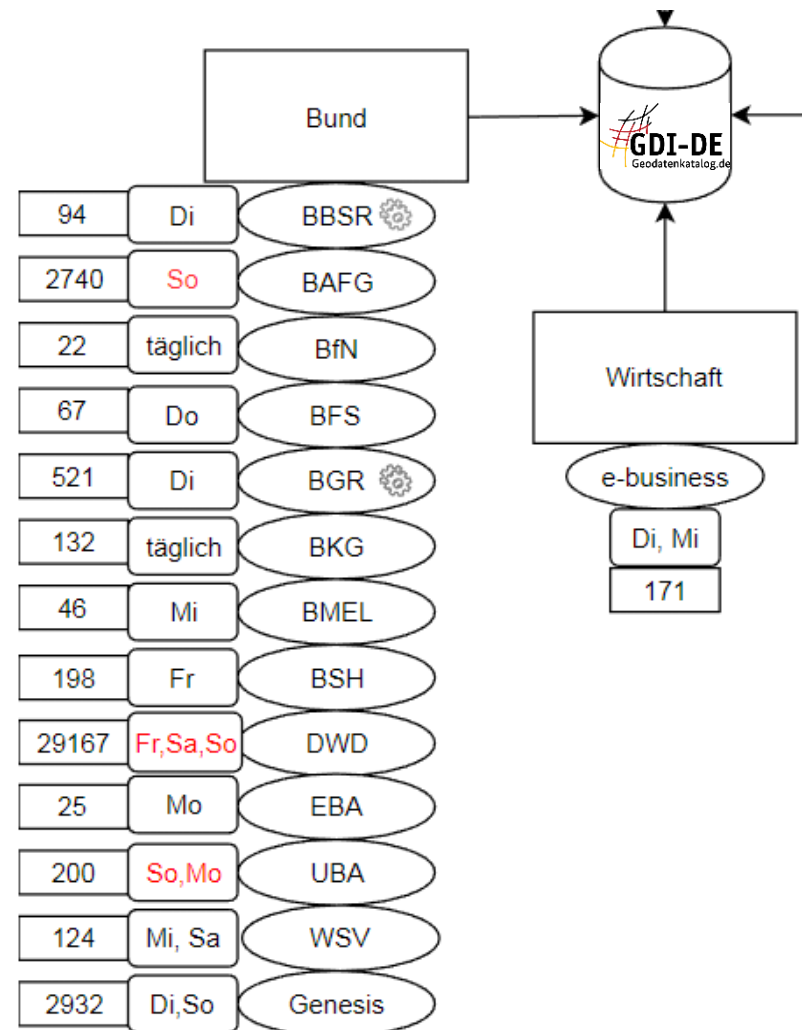 Bund
GDI-DE
Geodatenkatalog.de
94 Di BBSR
2740 So BAFG
22 täglich BfN
67 Do BFS
521 Di BGR
132 täglich BKG
46 Mi BMEL
198 Fr BSH
29167 Fr,Sa,So DWD
25 Mo EBA
200 So,Mo UBA
124 Mi, Sa WSV
2932 Di,So Genesis
Wirtschaft
e-business
Di, Mi
171